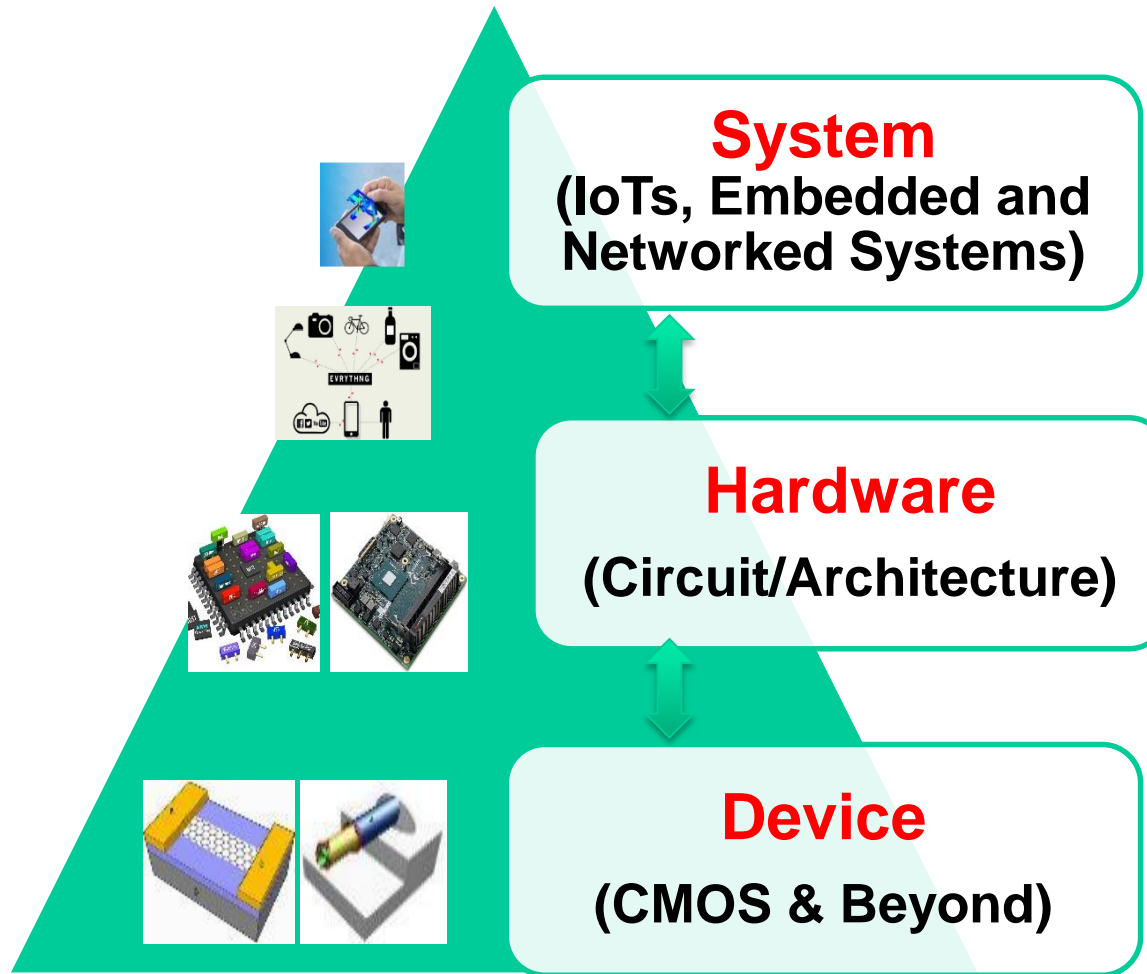 System
(IoTs, Embedded and
Networked Systems)
EVRYTHNG
Hardware
(Circuit/Architecture)
Device
(CMOS & Beyond)